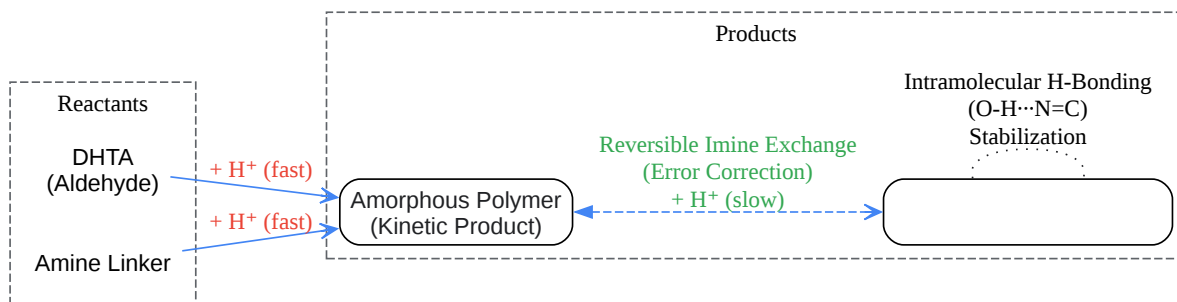 Products
Reactants
DHTA
(Aldehyde)
Amine Linker
+ H⁺ (fast)
+ H⁺ (fast)
Amorphous Polymer
(Kinetic Product)
Reversible Imine Exchange
(Error Correction)
+ H⁺ (slow)
Intramolecular H-Bonding
(O-H···N=C)
Stabilization